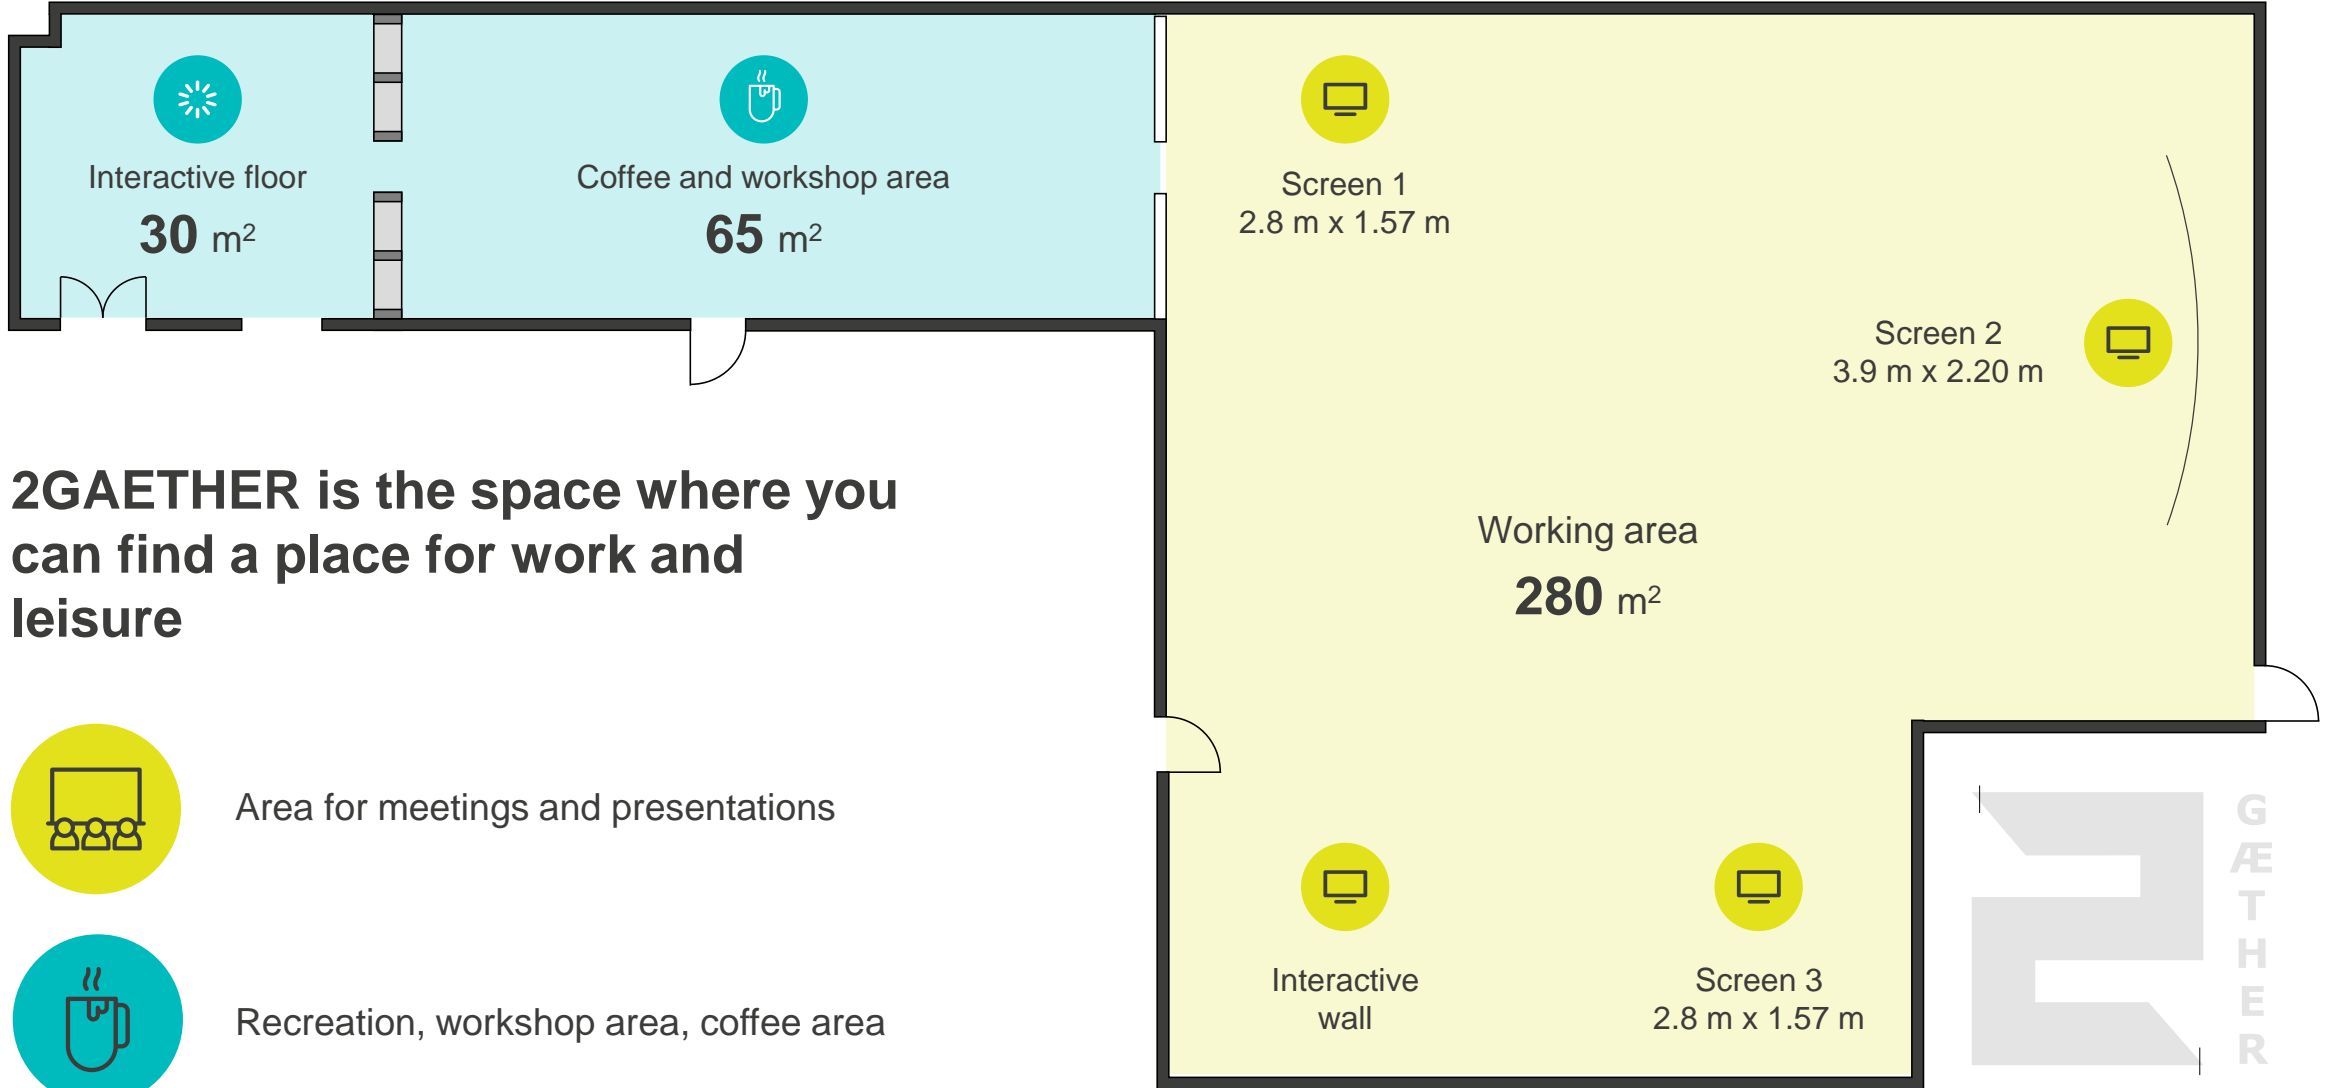 Interactive floor
30 m²
Coffee and workshop area
65 m²
Screen 1
2.8 m x 1.57 m
Screen 2
3.9 m x 2.20 m
Working area
280 m²
2GAETHER is the space where you
can find a place for work and
leisure
Area for meetings and presentations
Recreation, workshop area, coffee area
Interactive
wall
Screen 3
2.8 m x 1.57 m
2
G
Æ
T
H
E
R